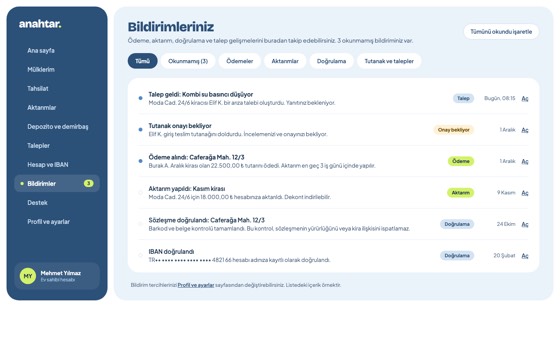 anahtar.
Ana sayfa
Mülklerim
Tahsilat
Aktarımlar
Depozito ve demirbaş
Talepler
Hesap ve IBAN
Bildirimler
3
Destek
Profil ve ayarlar
MY
Mehmet Yılmaz
Ev sahibi hesabı
Bildirimleriniz
Ödeme, aktarım, doğrulama ve talep gelişmelerini buradan takip edebilirsiniz. 3 okunmamış bildiriminiz var.
Tümünü okundu işaretle
Tümü
Okunmamış (3)
Ödemeler
Aktarımlar
Doğrulama
Tutanak ve talepler
Talep geldi: Kombi su basıncı düşüyor
Moda Cad. 24/6 kiracısı Elif K. bir arıza talebi oluşturdu. Yanıtınız bekleniyor.
Talep
Bugün, 08:15
Aç
Tutanak onayı bekliyor
Elif K. giriş teslim tutanağını doldurdu. İncelemenizi ve onayınızı bekliyor.
Onay bekliyor
1 Aralık
Aç
Ödeme alındı: Caferağa Mah. 12/3
Burak A. Aralık kirası olan 22.500,00 ₺ tutarını ödedi. Aktarım en geç 3 iş günü içinde yapılır.
Ödeme
1 Aralık
Aç
Aktarım yapıldı: Kasım kirası
Moda Cad. 24/6 için 18.000,00 ₺ hesabınıza aktarıldı. Dekont indirilebilir.
Aktarım
9 Kasım
Aç
Sözleşme doğrulandı: Caferağa Mah. 12/3
Barkod ve belge kontrolü tamamlandı. Bu kontrol, sözleşmenin yürürlüğünü veya kira ilişkisini ispatlamaz.
Doğrulama
24 Ekim
Aç
IBAN doğrulandı
TR•• •••• •••• •••• •••• 4821 66 hesabı adınıza kayıtlı olarak doğrulandı.
Doğrulama
20 Şubat
Aç
Bildirim tercihlerinizi Profil ve ayarlar sayfasından değiştirebilirsiniz. Listedeki içerik örnektir.